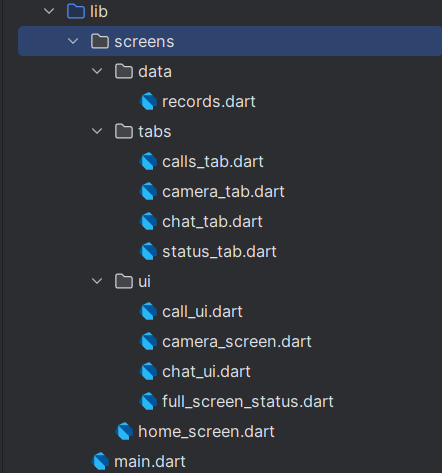 lib
screens
data
records.dart
tabs
calls_tab.dart
camera_tab.dart
chat_tab.dart
status_tab.dart
ui
call_ui.dart
camera_screen.dart
chat_ui.dart
full_screen_status.dart
home_screen.dart
main.dart